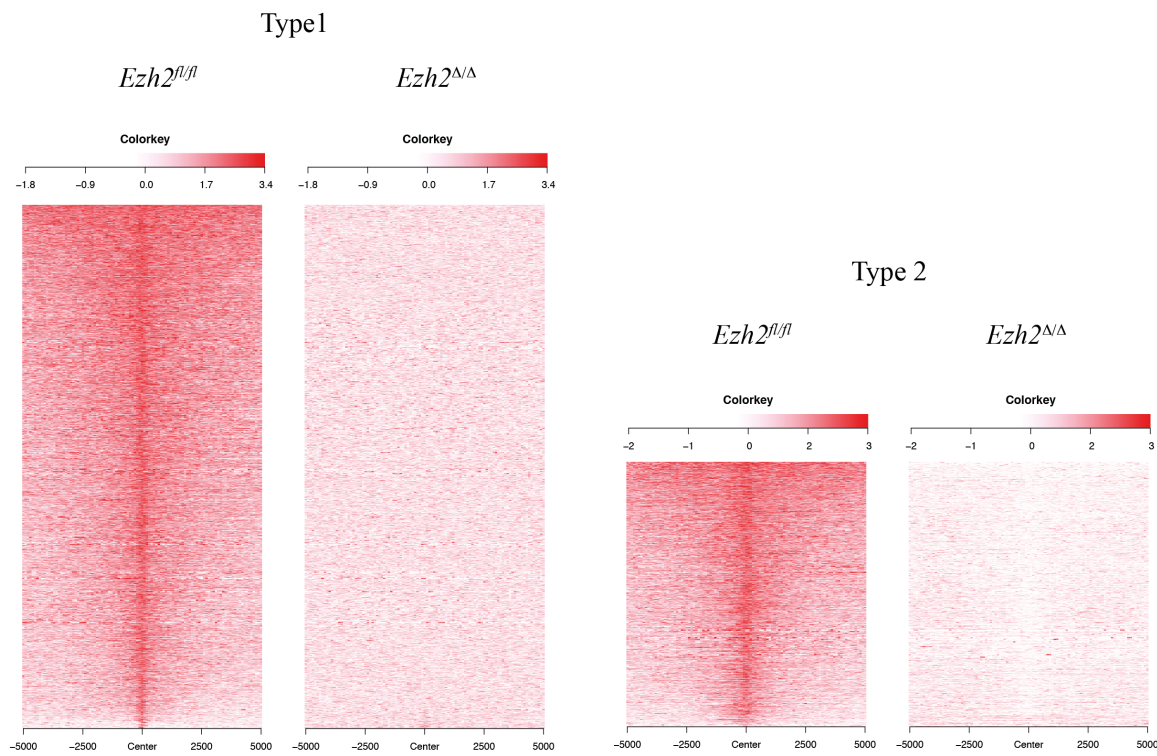 Type1
Ezh2fl/fl Ezh2Δ/Δ
Colorkey Colorkey
−1.8 −0.9 0.0 1.7 3.4 −1.8 −0.9 0.0 1.7 3.4
−5000 −2500 Center 2500 5000 −5000 −2500 Center 2500 5000
Type 2
Ezh2fl/fl Ezh2Δ/Δ
Colorkey Colorkey
−2 −1 0 2 3 −2 −1 0 2 3
−5000 −2500 Center 2500 5000 −5000 −2500 Center 2500 5000